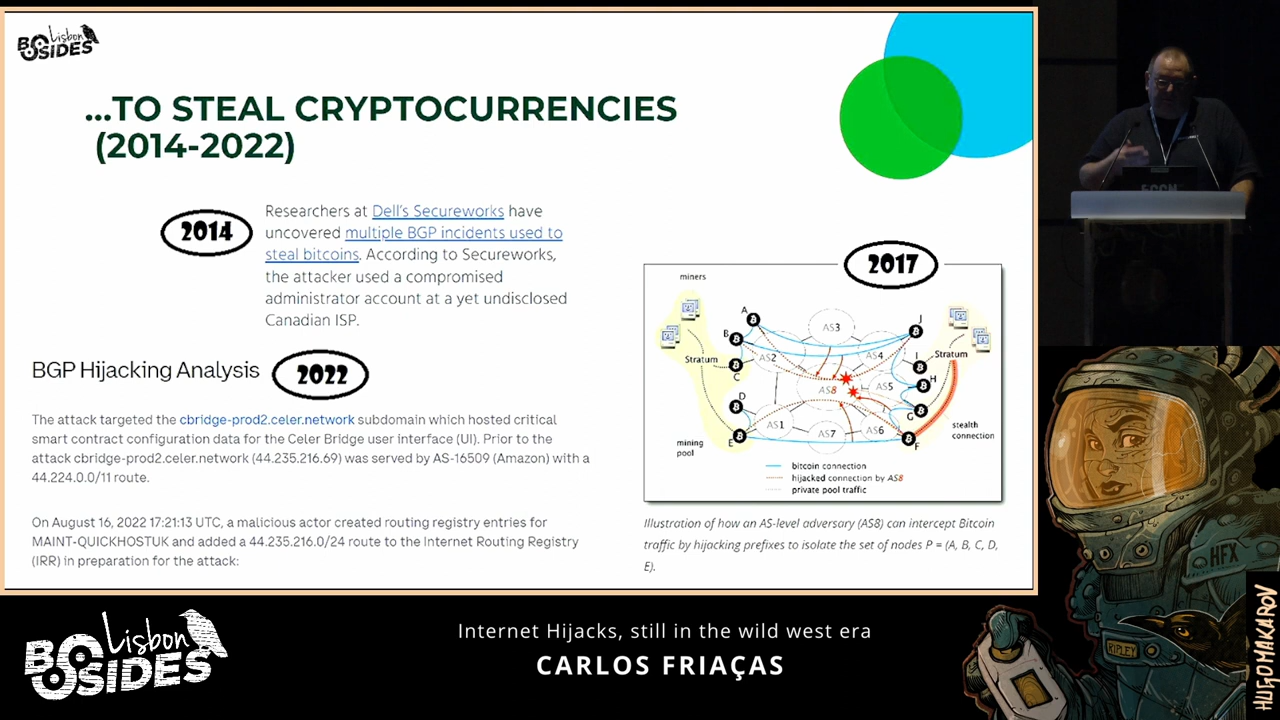 Lisbon
BSIDES
...TO STEAL CRYPTOCURRENCIES
(2014-2022)
2014
Researchers at Dell's Secureworks have
uncovered multiple BGP incidents used to
steal bitcoins. According to Secureworks,
the attacker used a compromised
administrator account at a yet undisclosed
Canadian ISP.
BGP Hijacking Analysis
2022
The attack targeted the cbridge-prod2.celer.network subdomain which hosted critical
smart contract configuration data for the Celer Bridge user interface (UI). Prior to the
attack cbridge-prod2.celer.network (44.235.216.69) was served by AS-16509 (Amazon) with a
44.224.0.0/11 route.
On August 16, 2022 17:21:13 UTC, a malicious actor created routing registry entries for
MAINT-QUICKHOSTUK and added a 44.235.216.0/24 route to the Internet Routing Registry
(IRR) in preparation for the attack:
2017
miners
A
B
C
D
E
Stratum
mining
pool
AS1
AS2
AS3
AS4
AS5
AS6
AS7
AS8
J
I
H
F
Stratum
stealth
connection
bitcoin connection
hijacked connection by AS8
private pool traffic
Illustration of how an AS-level adversary (AS8) can intercept Bitcoin
traffic by hijacking prefixes to isolate the set of nodes P = (A, B, C, D,
E).
Lisbon
BSIDES
Internet Hijacks, still in the wild west era
CARLOS FRIAÇAS
HFX
RIPLEY
HUGOMAKAROV